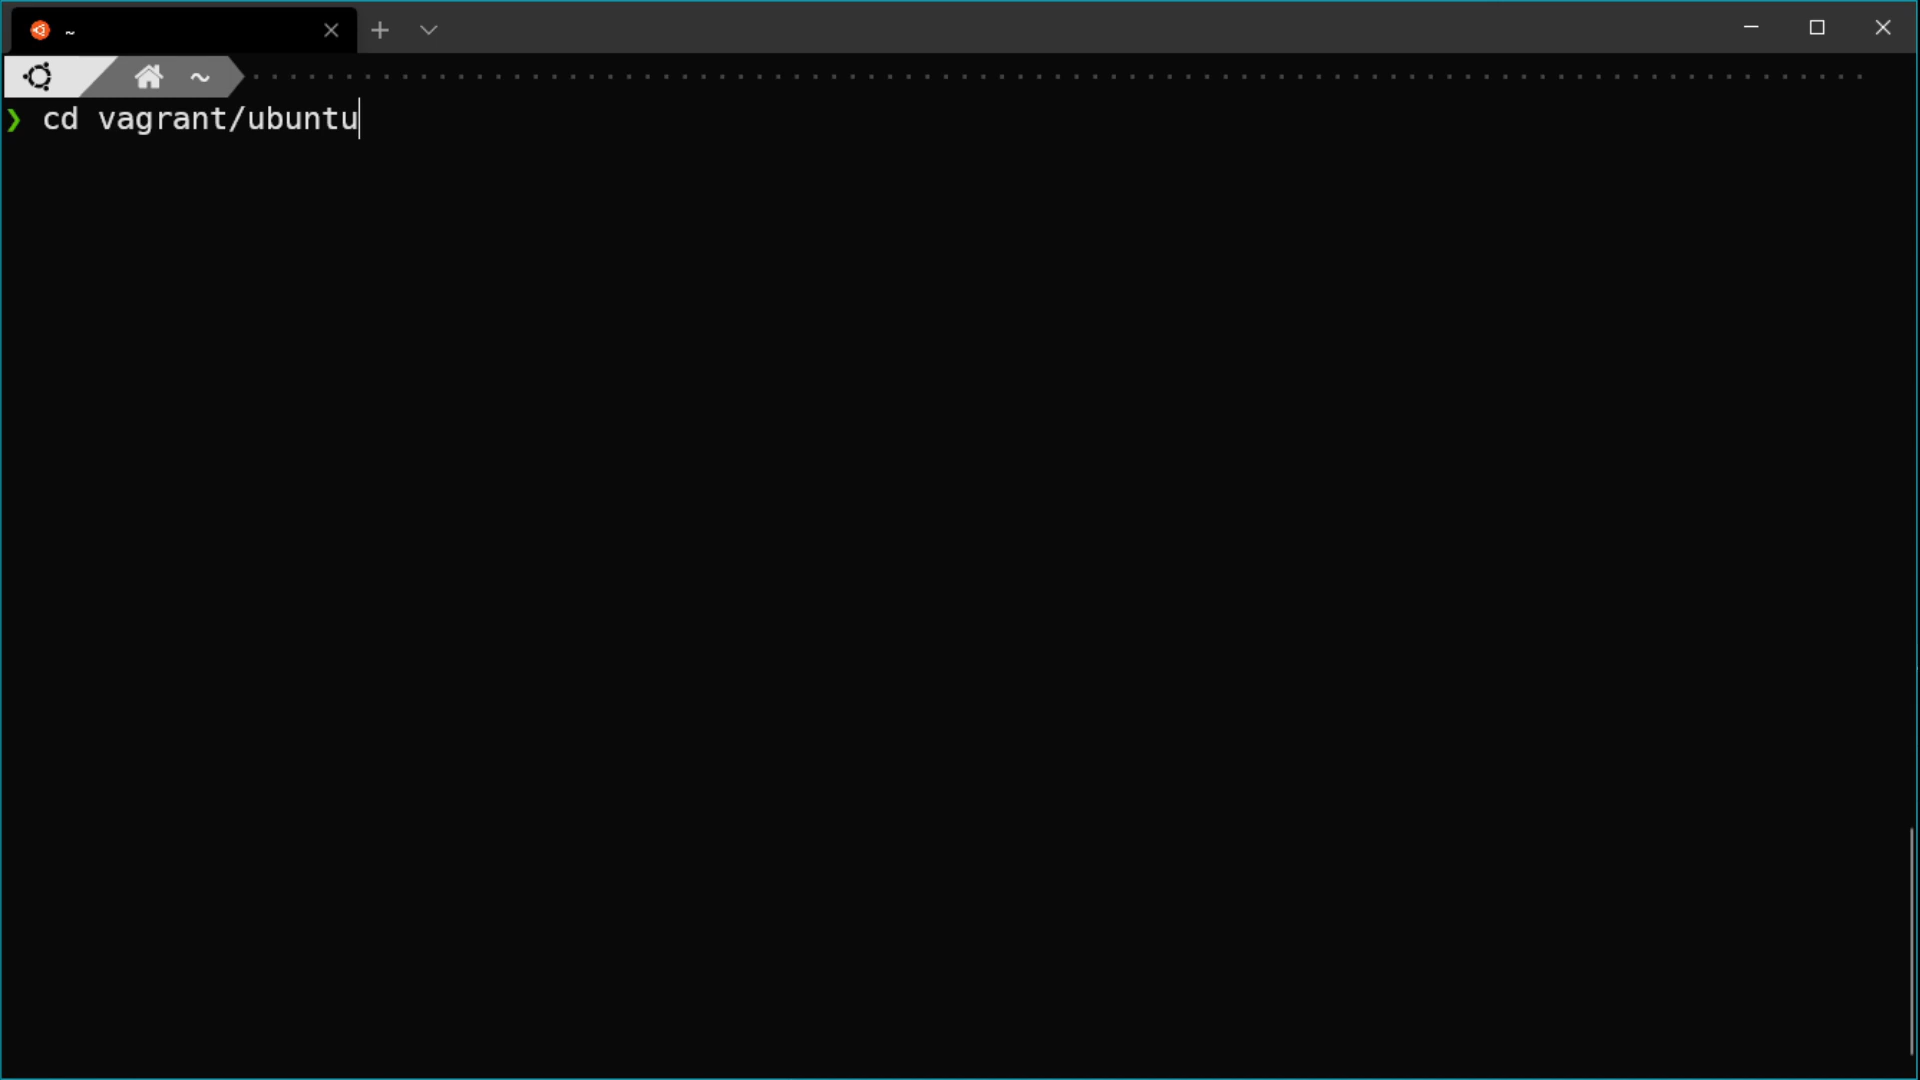 ~
~
❯ cd vagrant/ubuntu